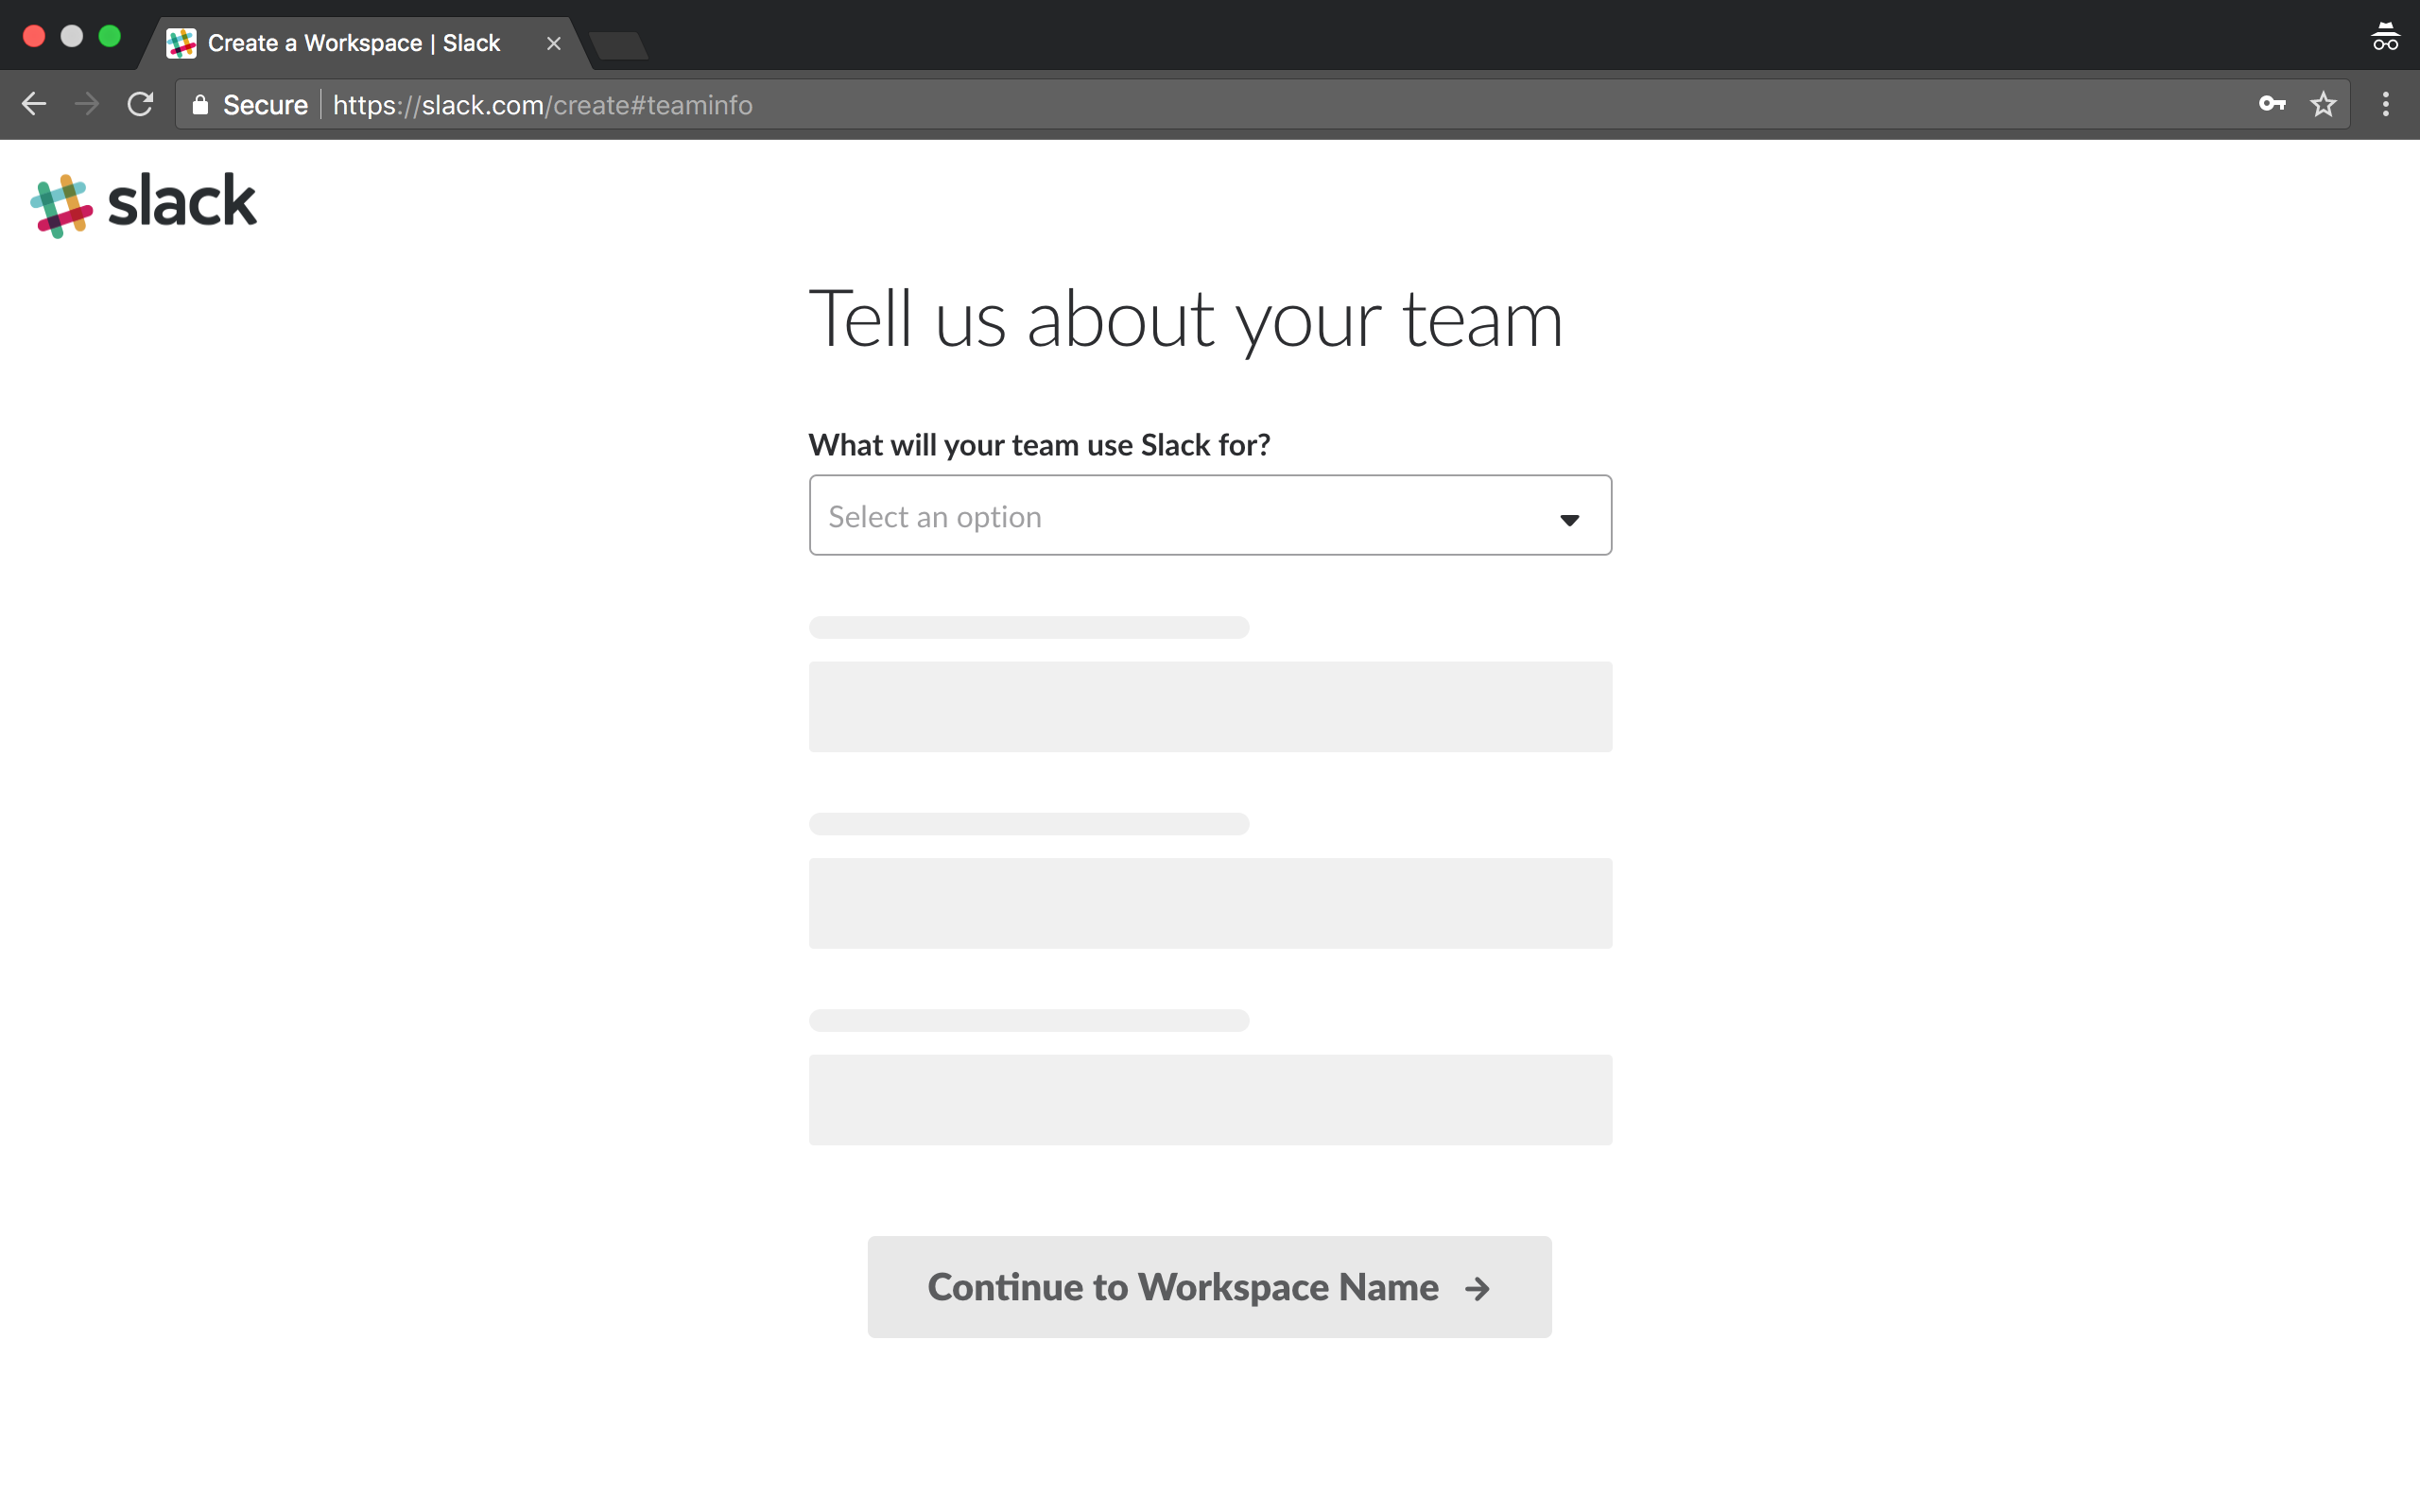 Create a Workspace | Slack
Secure https://slack.com/create#teaminfo
slack
Tell us about your team
What will your team use Slack for?
Select an option
Continue to Workspace Name